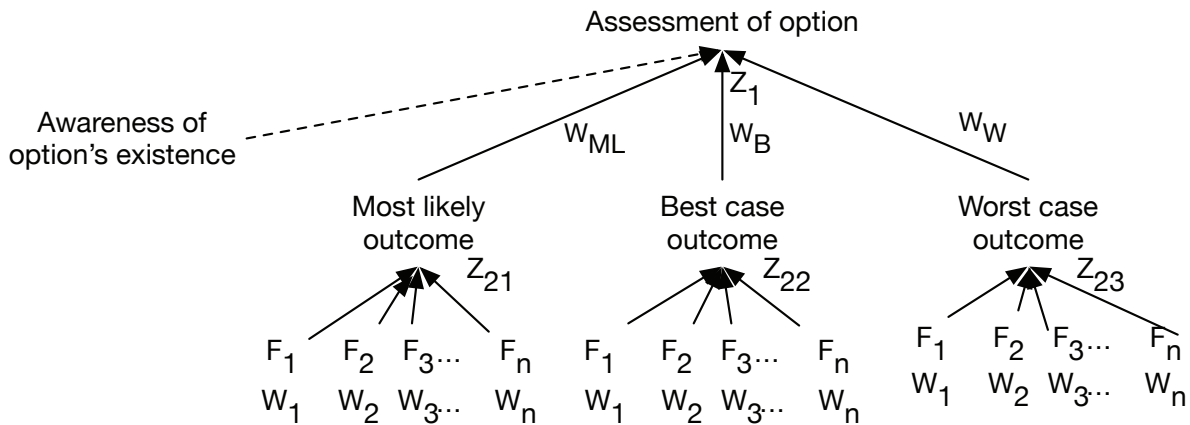 Assessment of option
Z1
Awareness of
option's existence
WML
WB
WW
Most likely
outcome
Best case
outcome
Worst case
outcome
Z21
Z22
Z23
F1 F2 F3... Fn F1 F2 F3... Fn F1 F2 F3... Fn
W1 W2 W3... Wn W1 W2 W3... Wn W1 W2 W3... Wn